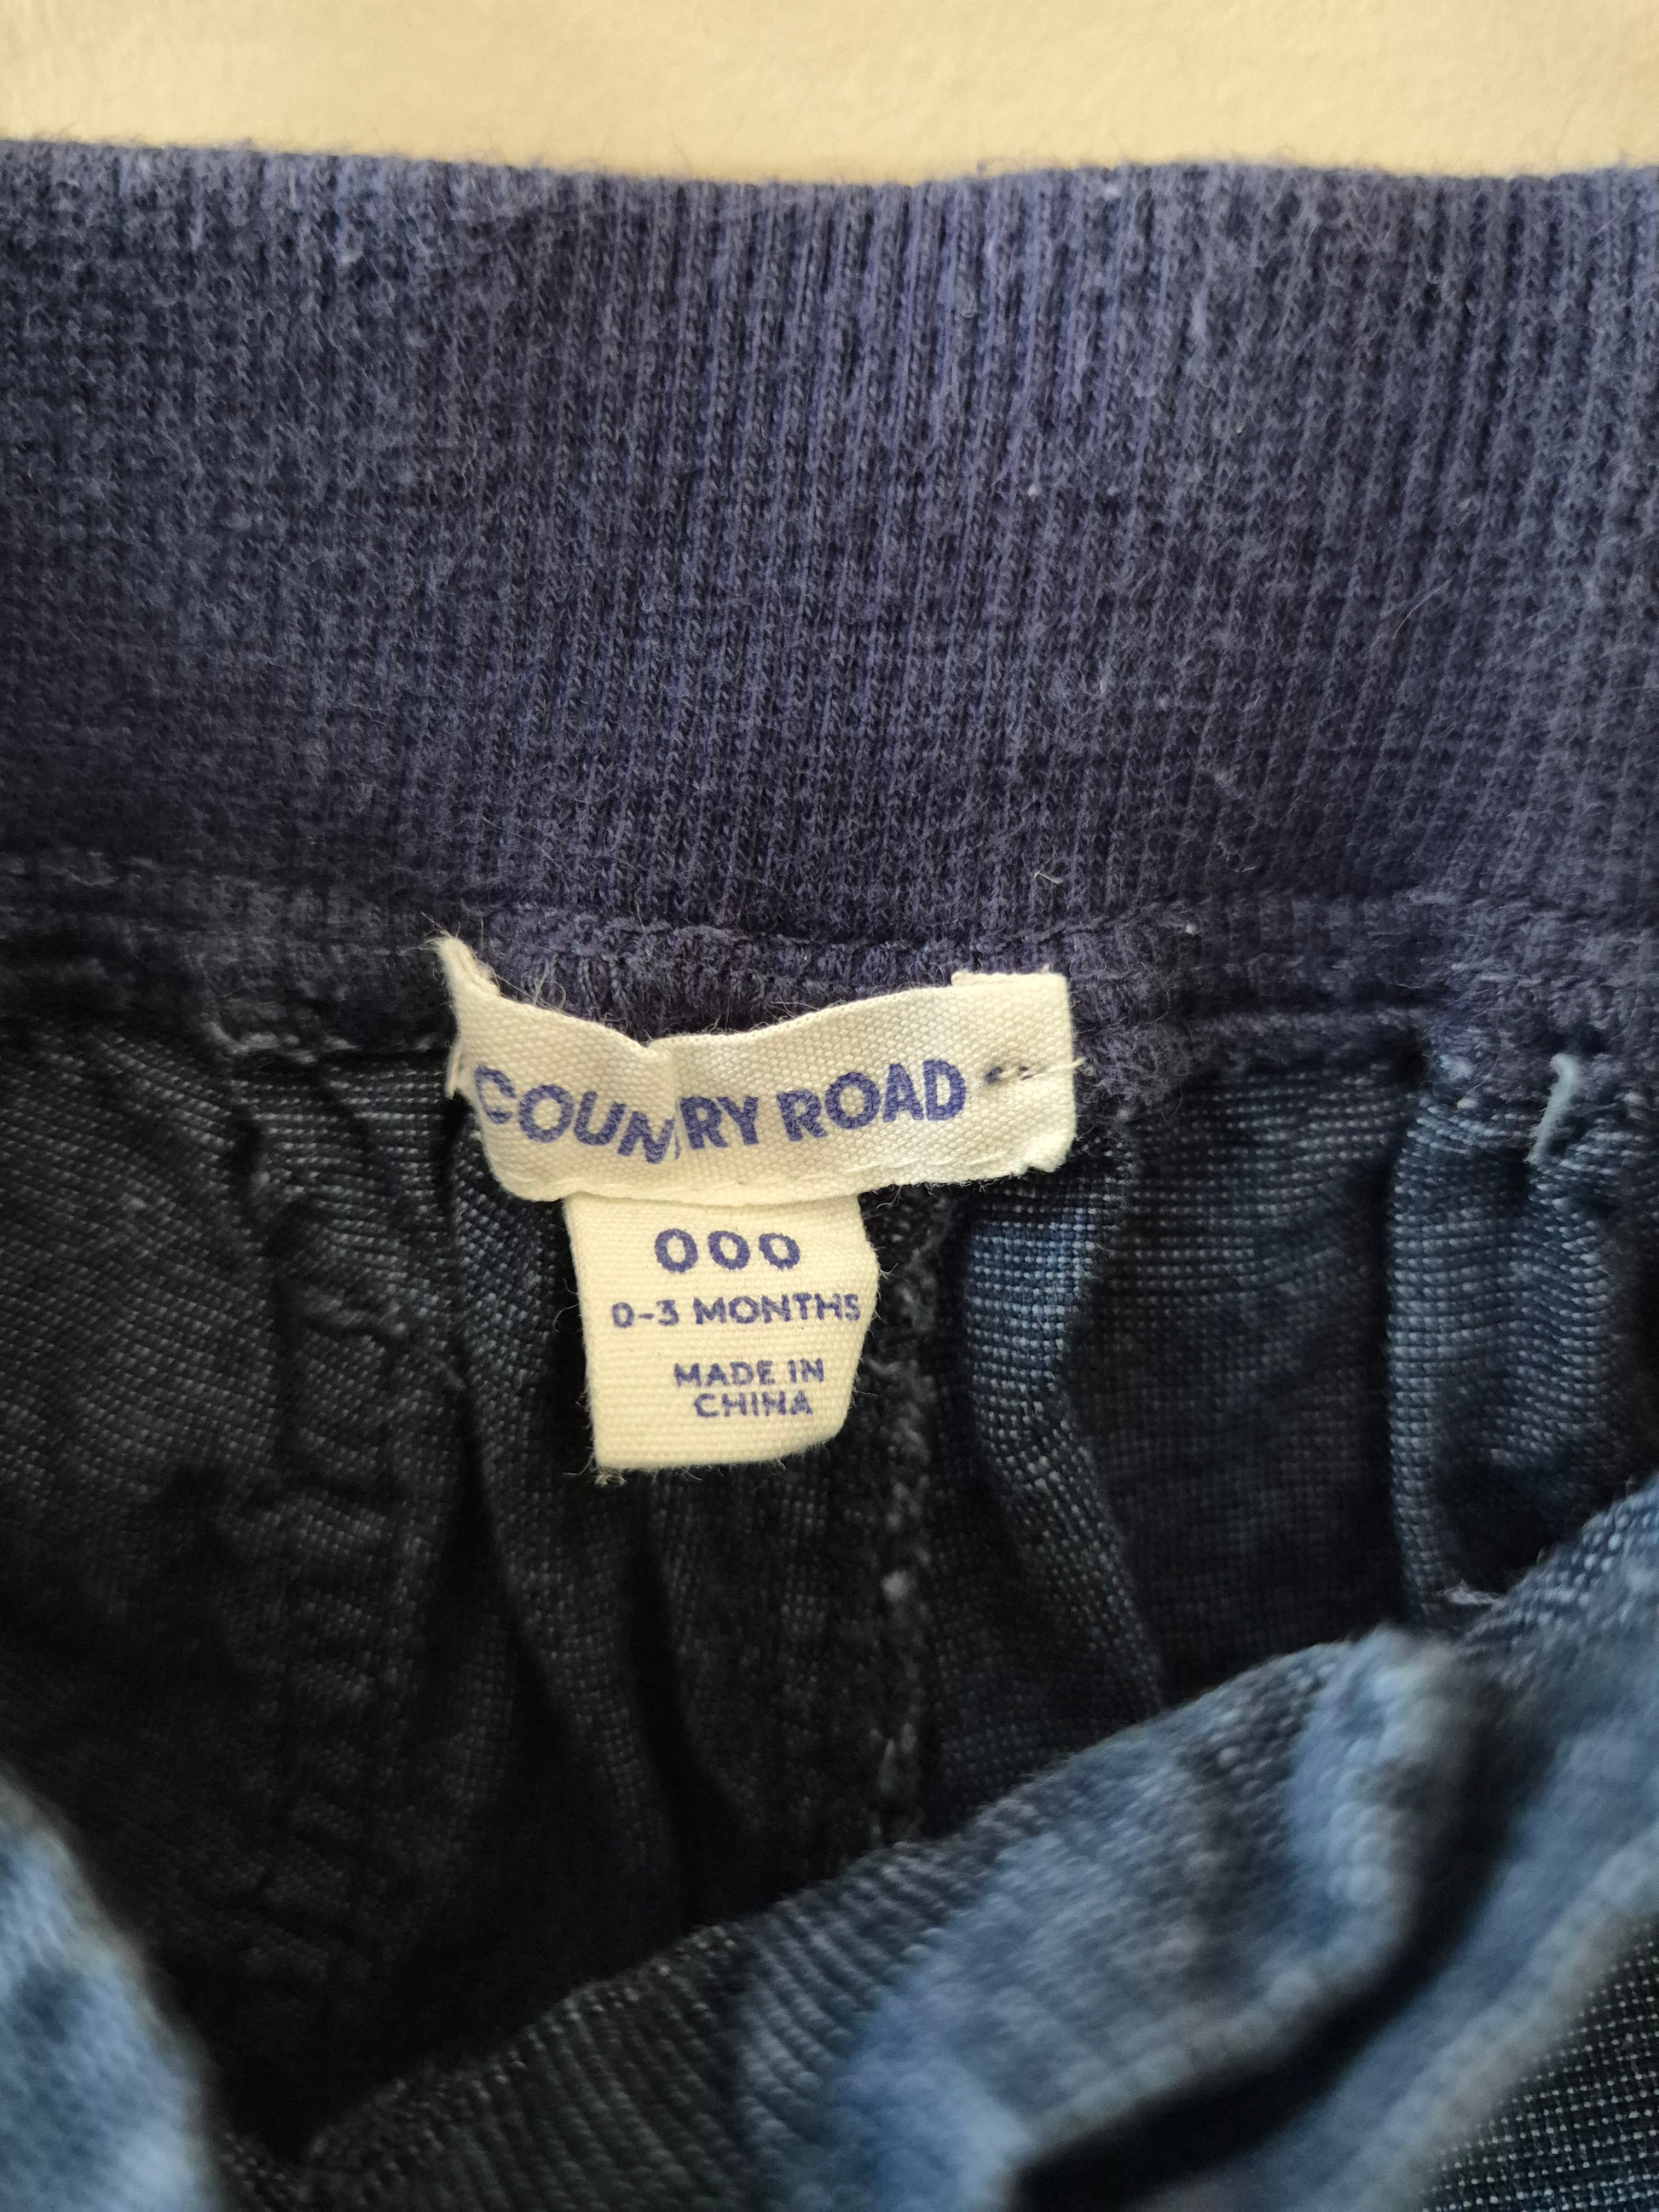 COUNTRY ROAD
000
0-3 MONTHS
MADE IN
CHINA